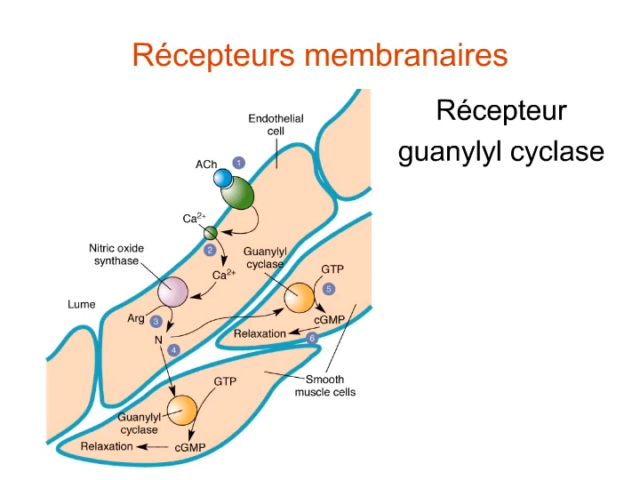 Récepteurs membranaires
Récepteur
guanylyl cyclase
Endothelial
cell
ACh
1
Ca2+
2
Nitric oxide
synthase
Guanylyl
cyclase
GTP
Ca2+
5
Lume
Arg
3
cGMP
N
4
Relaxation
6
GTP
Smooth
muscle cells
Guanylyl
cyclase
Relaxation
cGMP